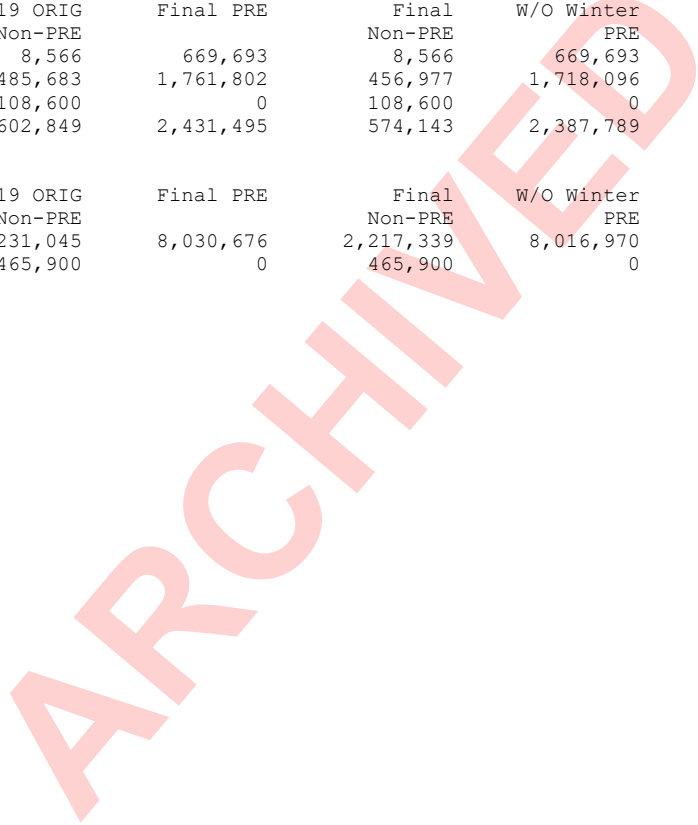 19 ORIG Final PRE Final W/O Winter
Non-PRE Non-PRE PRE
8,566 669,693 8,566 669,693
485,683 1,761,802 456,977 1,718,096
108,600 0 108,600 0
602,849 2,431,495 574,143 2,387,789
19 ORIG Final PRE Final W/O Winter
Non-PRE Non-PRE PRE
231,045 8,030,676 2,217,339 8,016,970
465,900 0 465,900 0
ARCHIVED